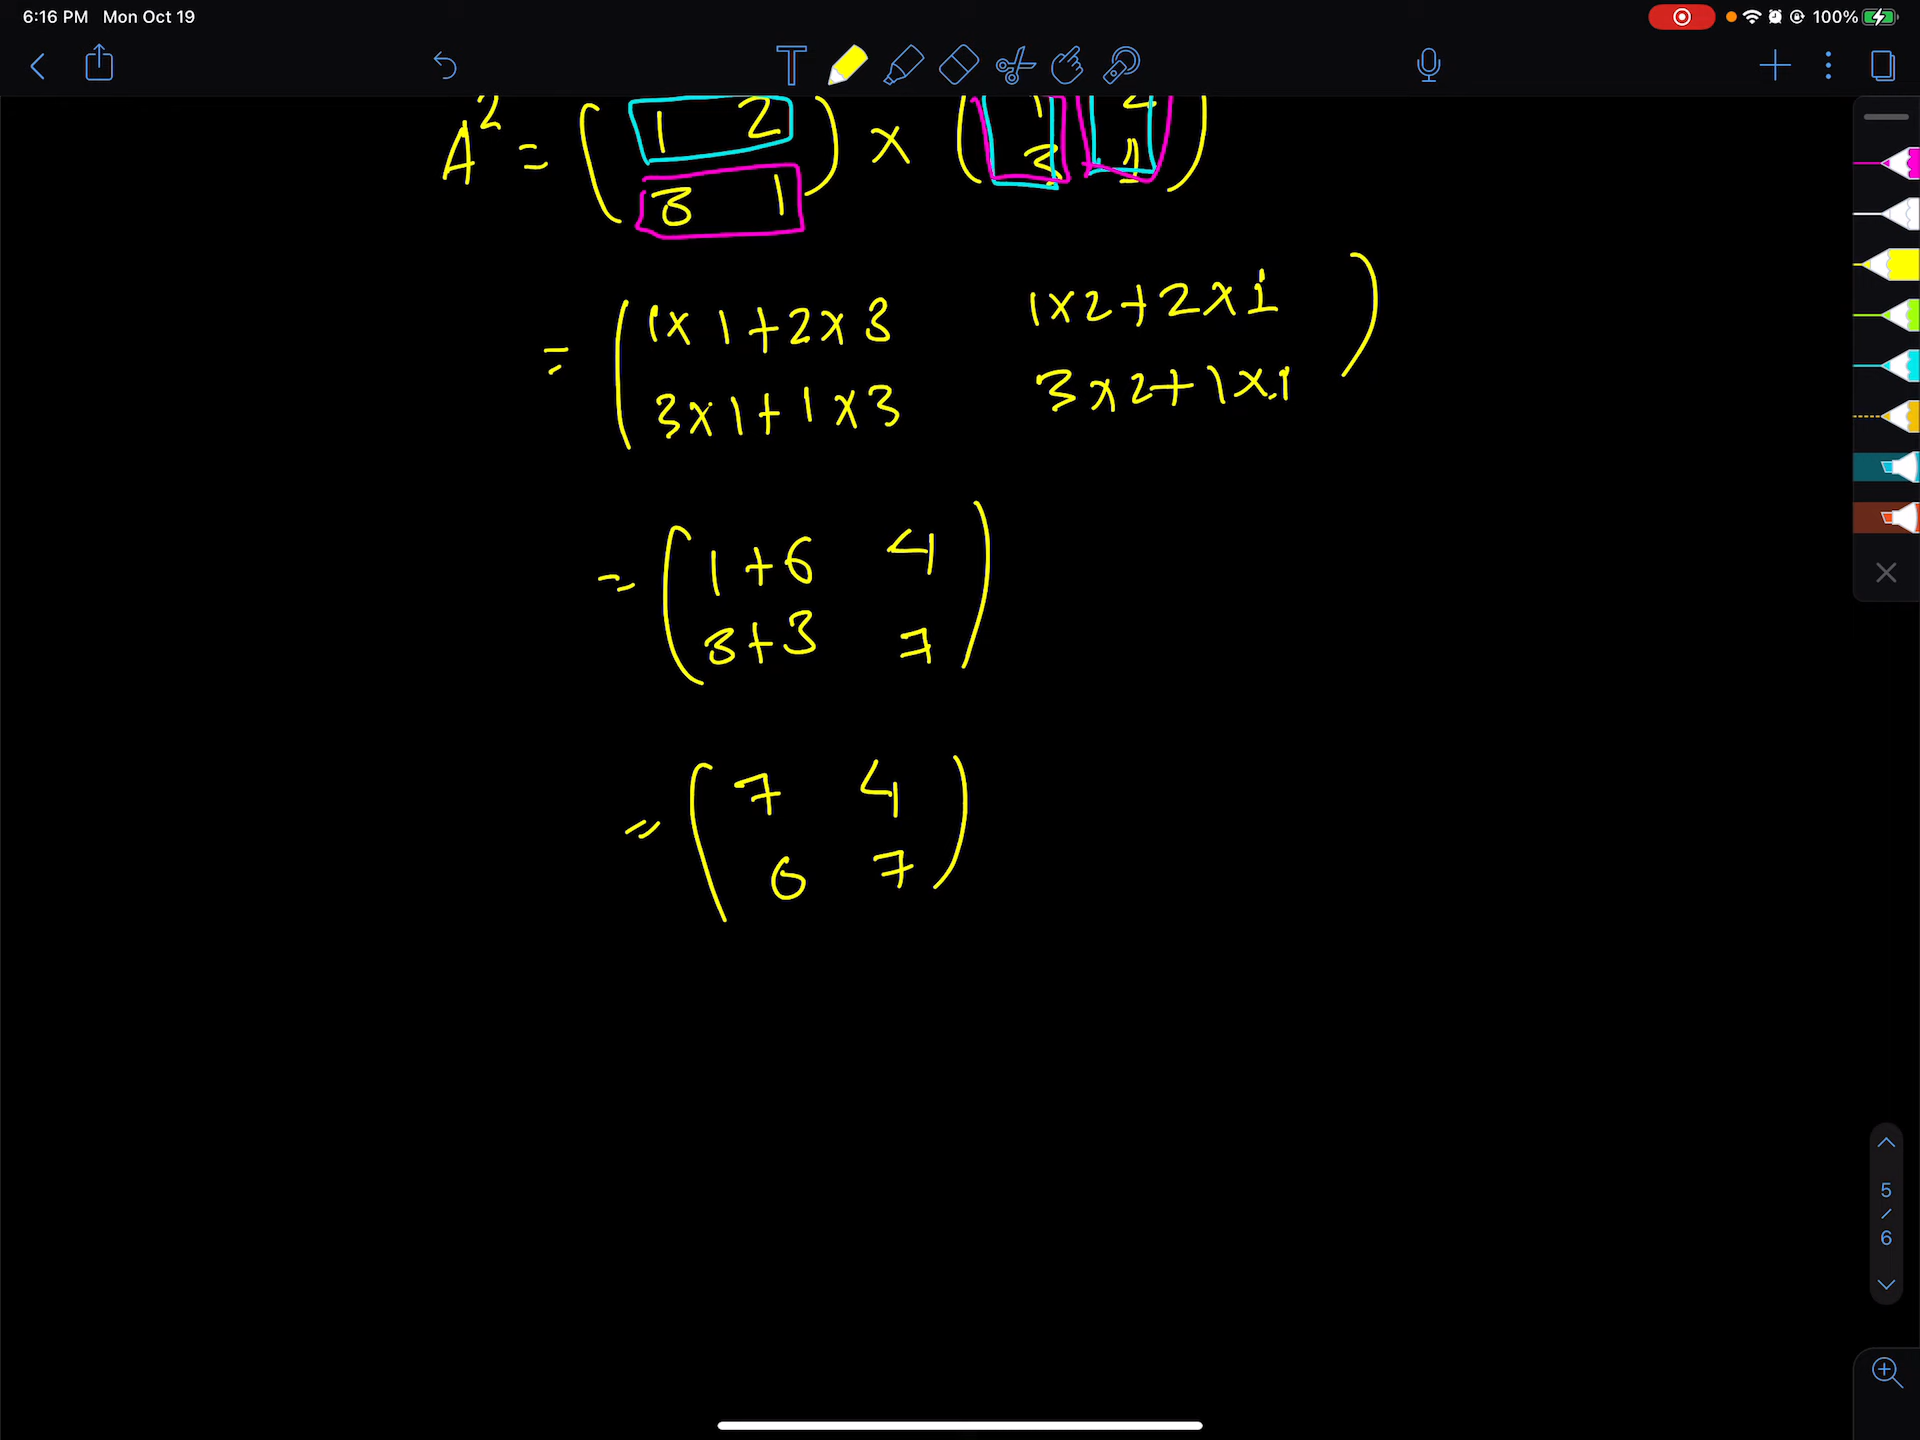 6:16 PM Mon Oct 19
100%
T
A² = ( 1 2 ) × ( 1 2 )
3 1 3 1
= ( 1×1+2×3 1×2+2×1 )
3×1+1×3 3×2+1×1
= ( 1+6 4 )
3+3 7
= ( 7 4 )
6 7
5
/
6